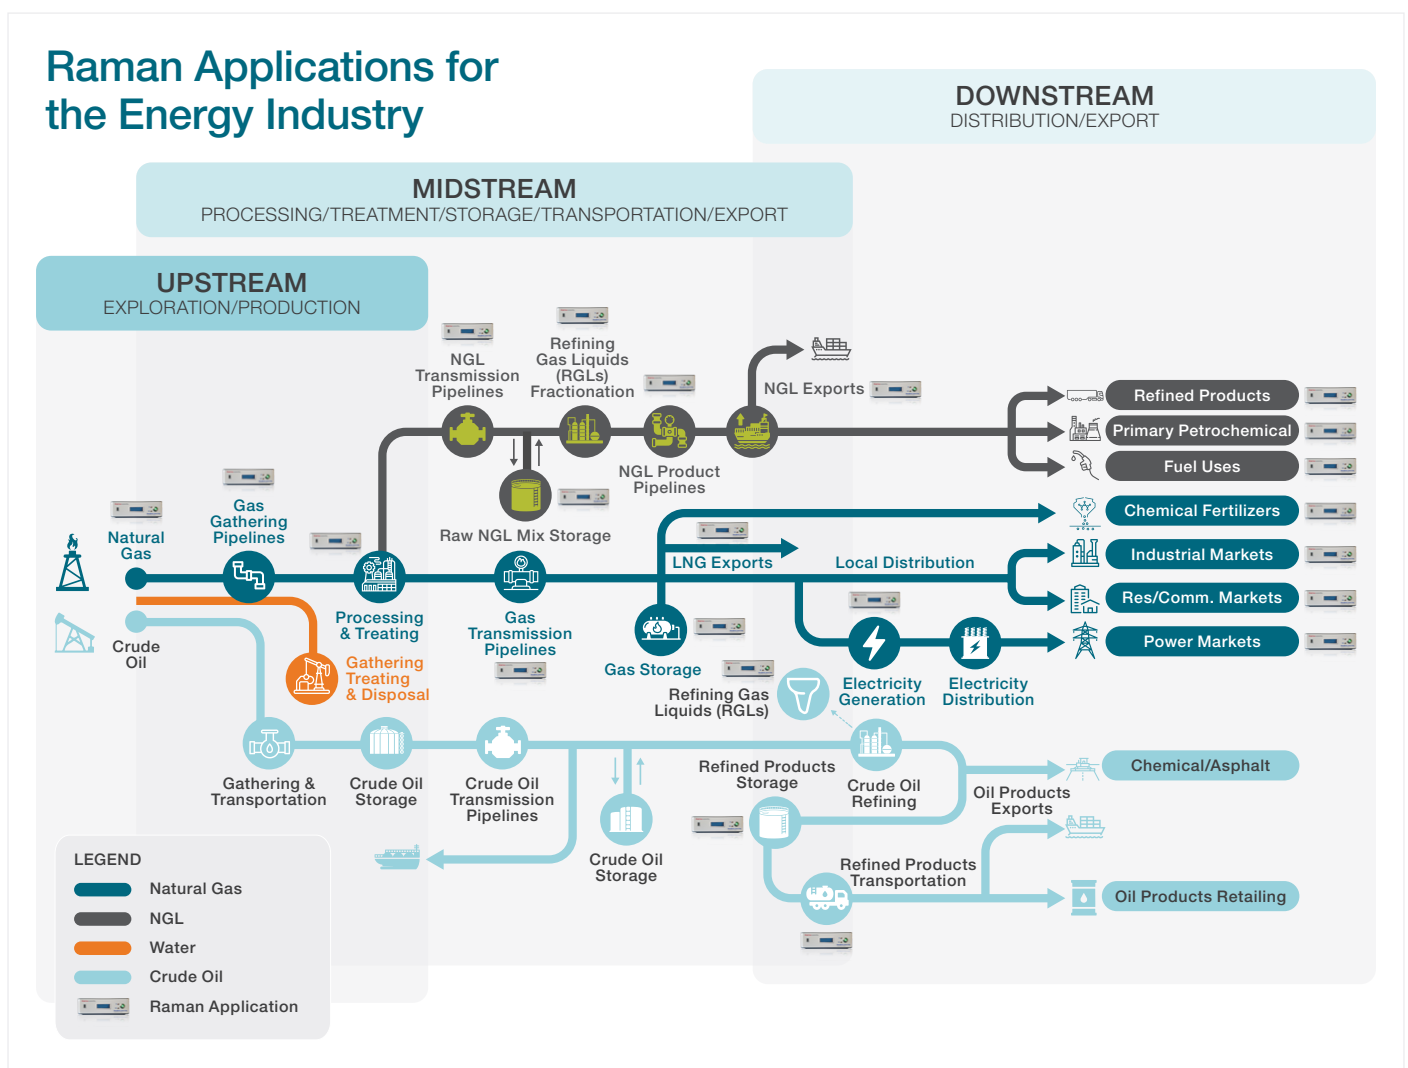 Raman Applications for
the Energy Industry
DOWNSTREAM
DISTRIBUTION/EXPORT
MIDSTREAM
PROCESSING/TREATMENT/STORAGE/TRANSPORTATION/EXPORT
UPSTREAM
EXPLORATION/PRODUCTION
NGL
Transmission
Pipelines
Refining
Gas Liquids
(RGLs)
Fractionation
NGL Product
Pipelines
NGL Exports
Raw NGL Mix Storage
Refined Products
Primary Petrochemical
Fuel Uses
Natural
Gas
Gas
Gathering
Pipelines
Processing
& Treating
Gas
Transmission
Pipelines
LNG Exports
Local Distribution
Gas Storage
Chemical Fertilizers
Industrial Markets
Res/Comm. Markets
Power Markets
Electricity
Generation
Electricity
Distribution
Crude
Oil
Gathering
Treating
& Disposal
Refining Gas
Liquids (RGLs)
Gathering &
Transportation
Crude Oil
Storage
Crude Oil
Transmission
Pipelines
Crude Oil
Storage
Refined Products
Storage
Crude Oil
Refining
Oil Products
Exports
Chemical/Asphalt
Refined Products
Transportation
Oil Products Retailing
LEGEND
Natural Gas
NGL
Water
Crude Oil
Raman Application